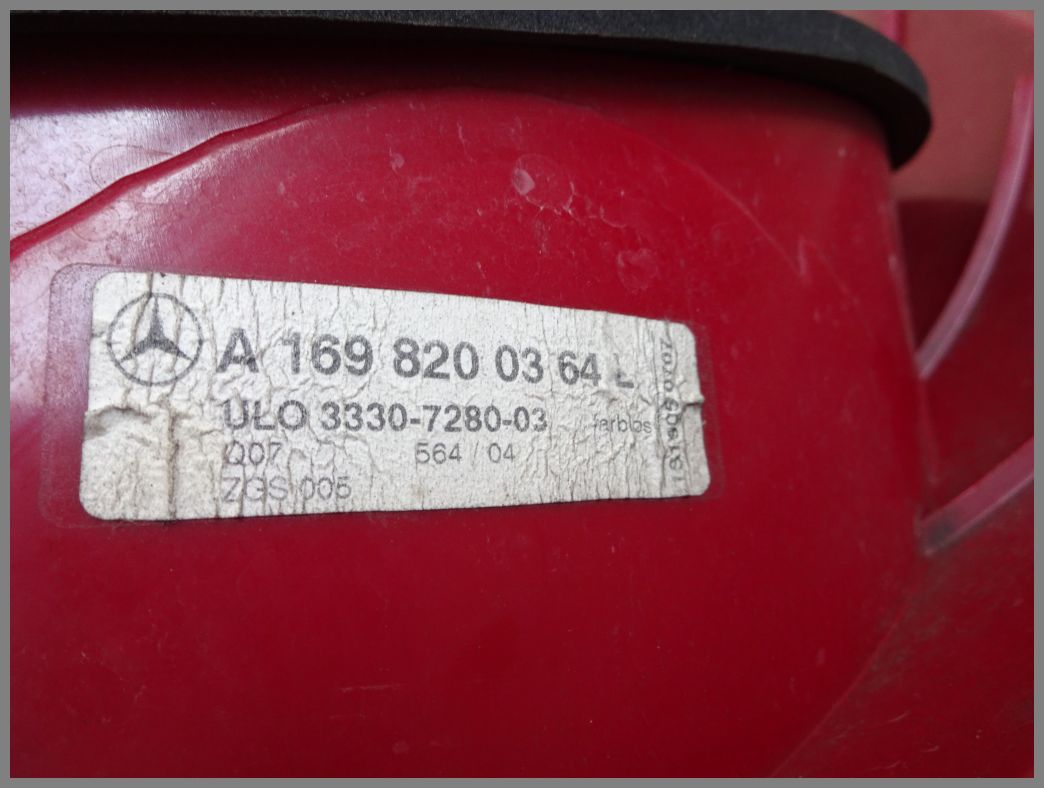 A 169 820 03 64 L
ULO 3330-7280-03 farblos
Q07 564 / 04
ZGS 005